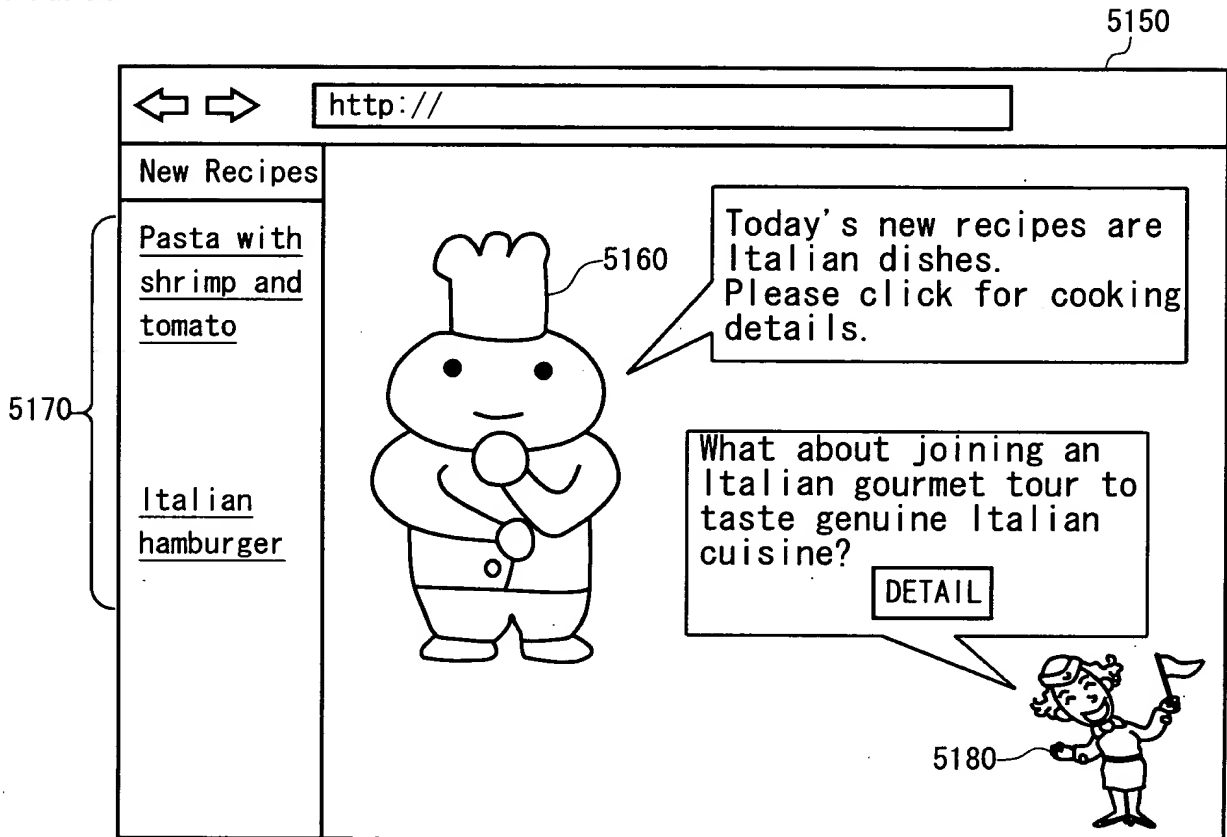 5150
http://
New Recipes
Pasta with
shrimp and
tomato
Italian
hamburger
5170
5160
Today's new recipes are
Italian dishes.
Please click for cooking
details.
What about joining an
Italian gourmet tour to
taste genuine Italian
cuisine?
DETAIL
5180